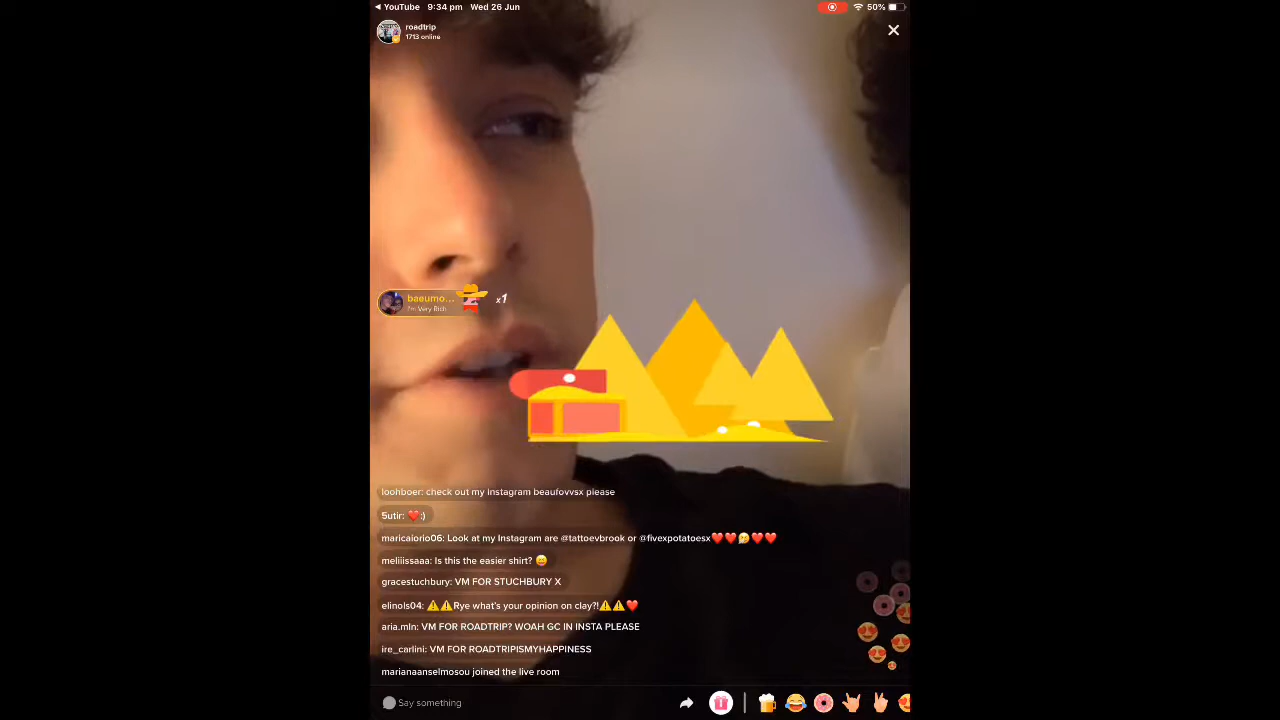 YouTube 9:34 pm Wed 26 Jun 50%
roadtrip
1713 online
baeumo... x1
I'm Very Rich
loohboer: check out my instagram beaufovvsx please
5utir: ❤️:)
maricaiorio06: Look at my Instagram are @tattoevbrook or @fivexpotatoesx❤️❤️🥰❤️❤️
meliiissaaa: Is this the easier shirt? 😄
gracestuchbury: VM FOR STUCHBURY X
elinols04: ⚠️⚠️Rye what's your opinion on clay?!⚠️⚠️❤️
aria.mln: VM FOR ROADTRIP? WOAH GC IN INSTA PLEASE
ire_carlini: VM FOR ROADTRIPISMYHAPPINESS
marianaanselmosou joined the live room
Say something